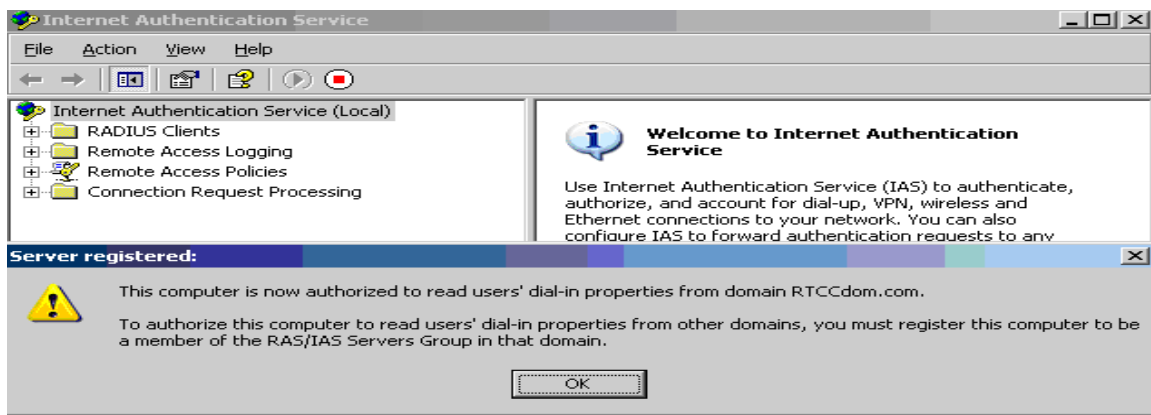 Internet Authentication Service
File Action View Help
Internet Authentication Service (Local)
RADIUS Clients
Remote Access Logging
Remote Access Policies
Connection Request Processing
Welcome to Internet Authentication
Service
Use Internet Authentication Service (IAS) to authenticate,
authorize, and account for dial-up, VPN, wireless and
Ethernet connections to your network. You can also
configure IAS to forward authentication requests to any
Server registered:
This computer is now authorized to read users' dial-in properties from domain RTCCdom.com.
To authorize this computer to read users' dial-in properties from other domains, you must register this computer to be
a member of the RAS/IAS Servers Group in that domain.
OK